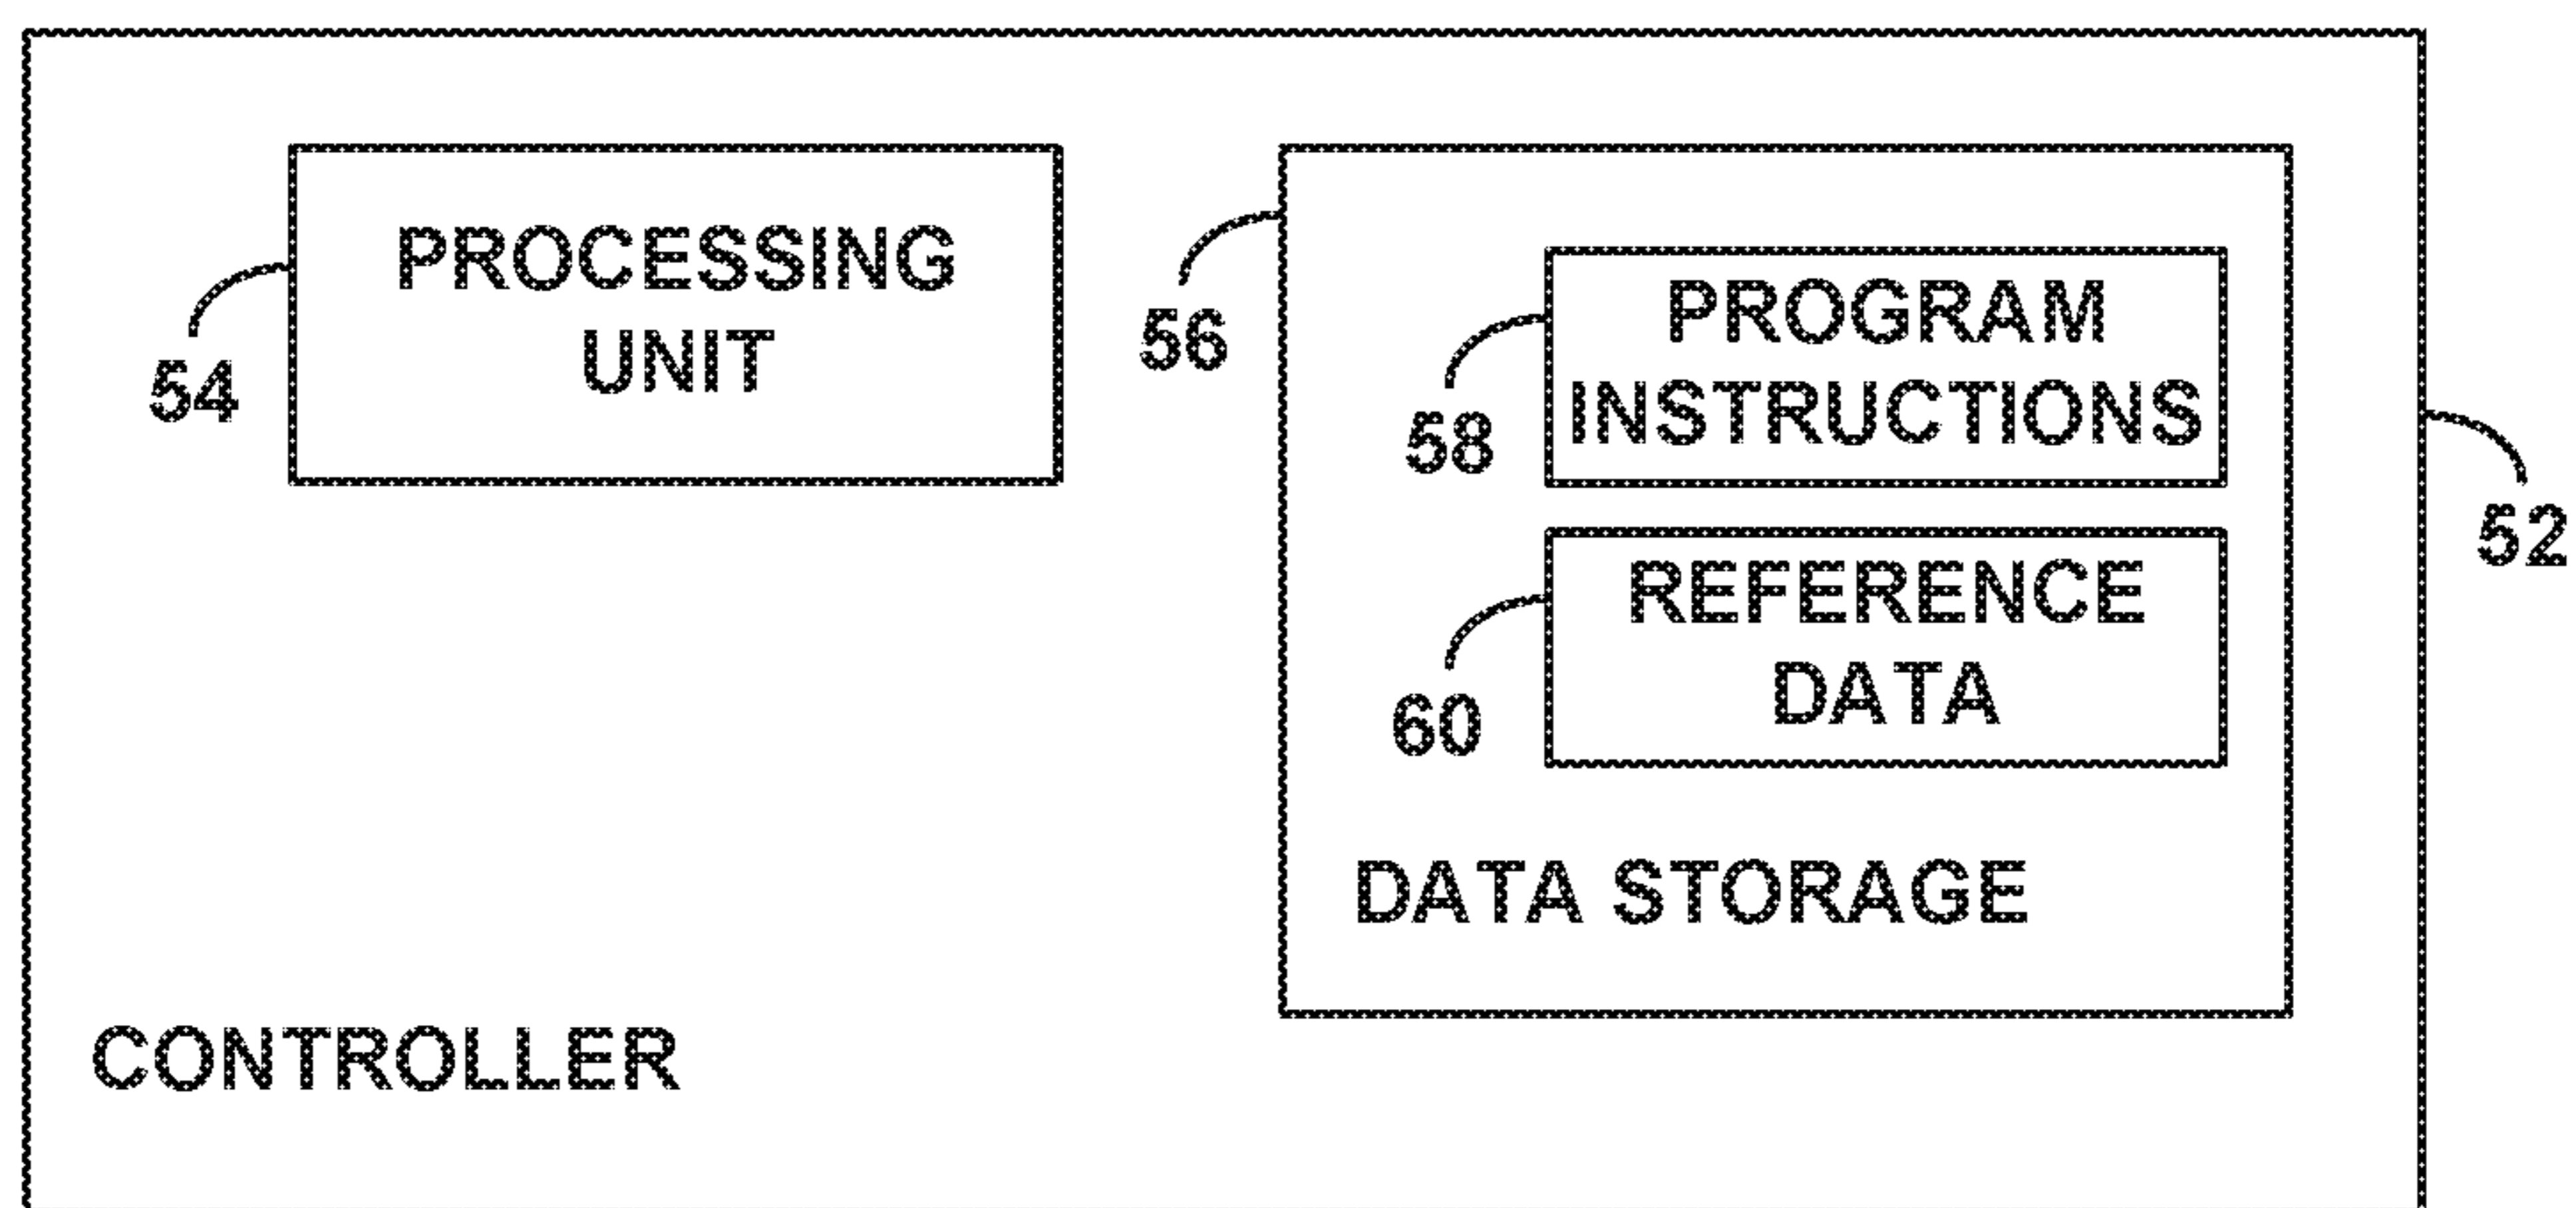 PROCESSING
UNIT
54
56
PROGRAM
INSTRUCTIONS
58
52
REFERENCE
DATA
60
DATA STORAGE
CONTROLLER